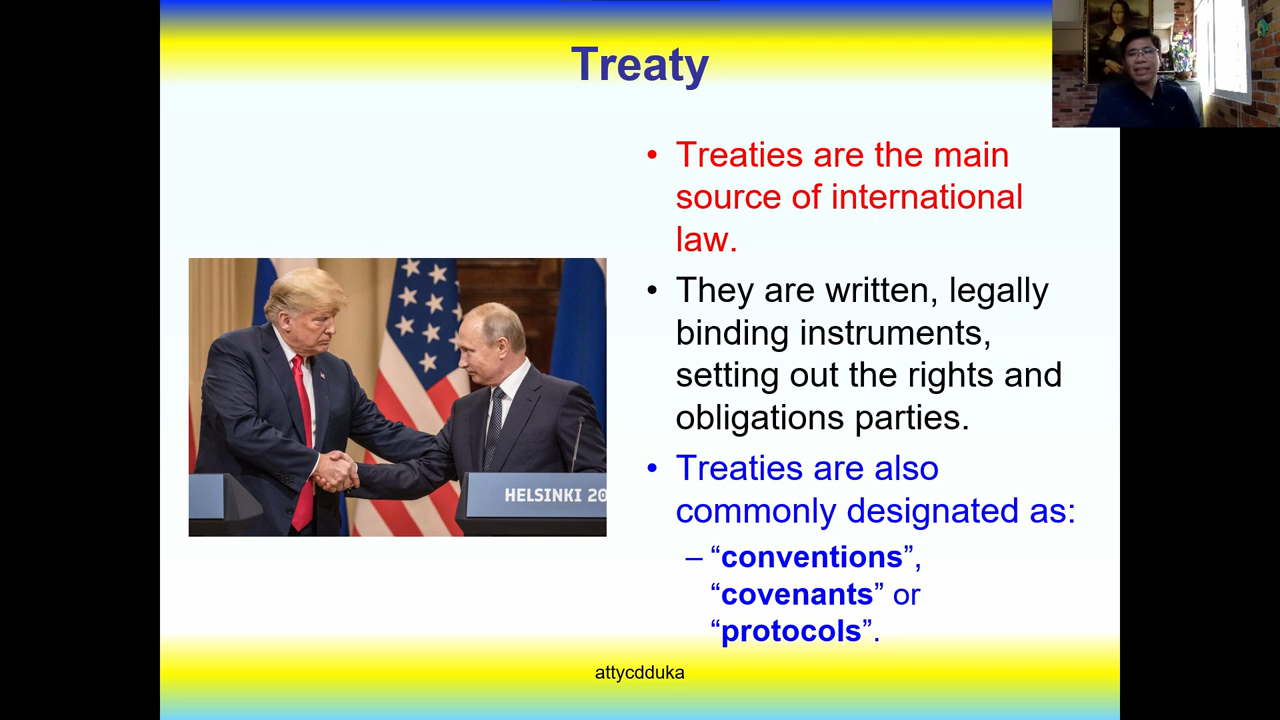 Treaty
• Treaties are the main
source of international
law.
• They are written, legally
binding instruments,
setting out the rights and
obligations parties.
• Treaties are also
commonly designated as:
– “conventions”,
“covenants” or
“protocols”.
HELSINKI 20
attycdduka